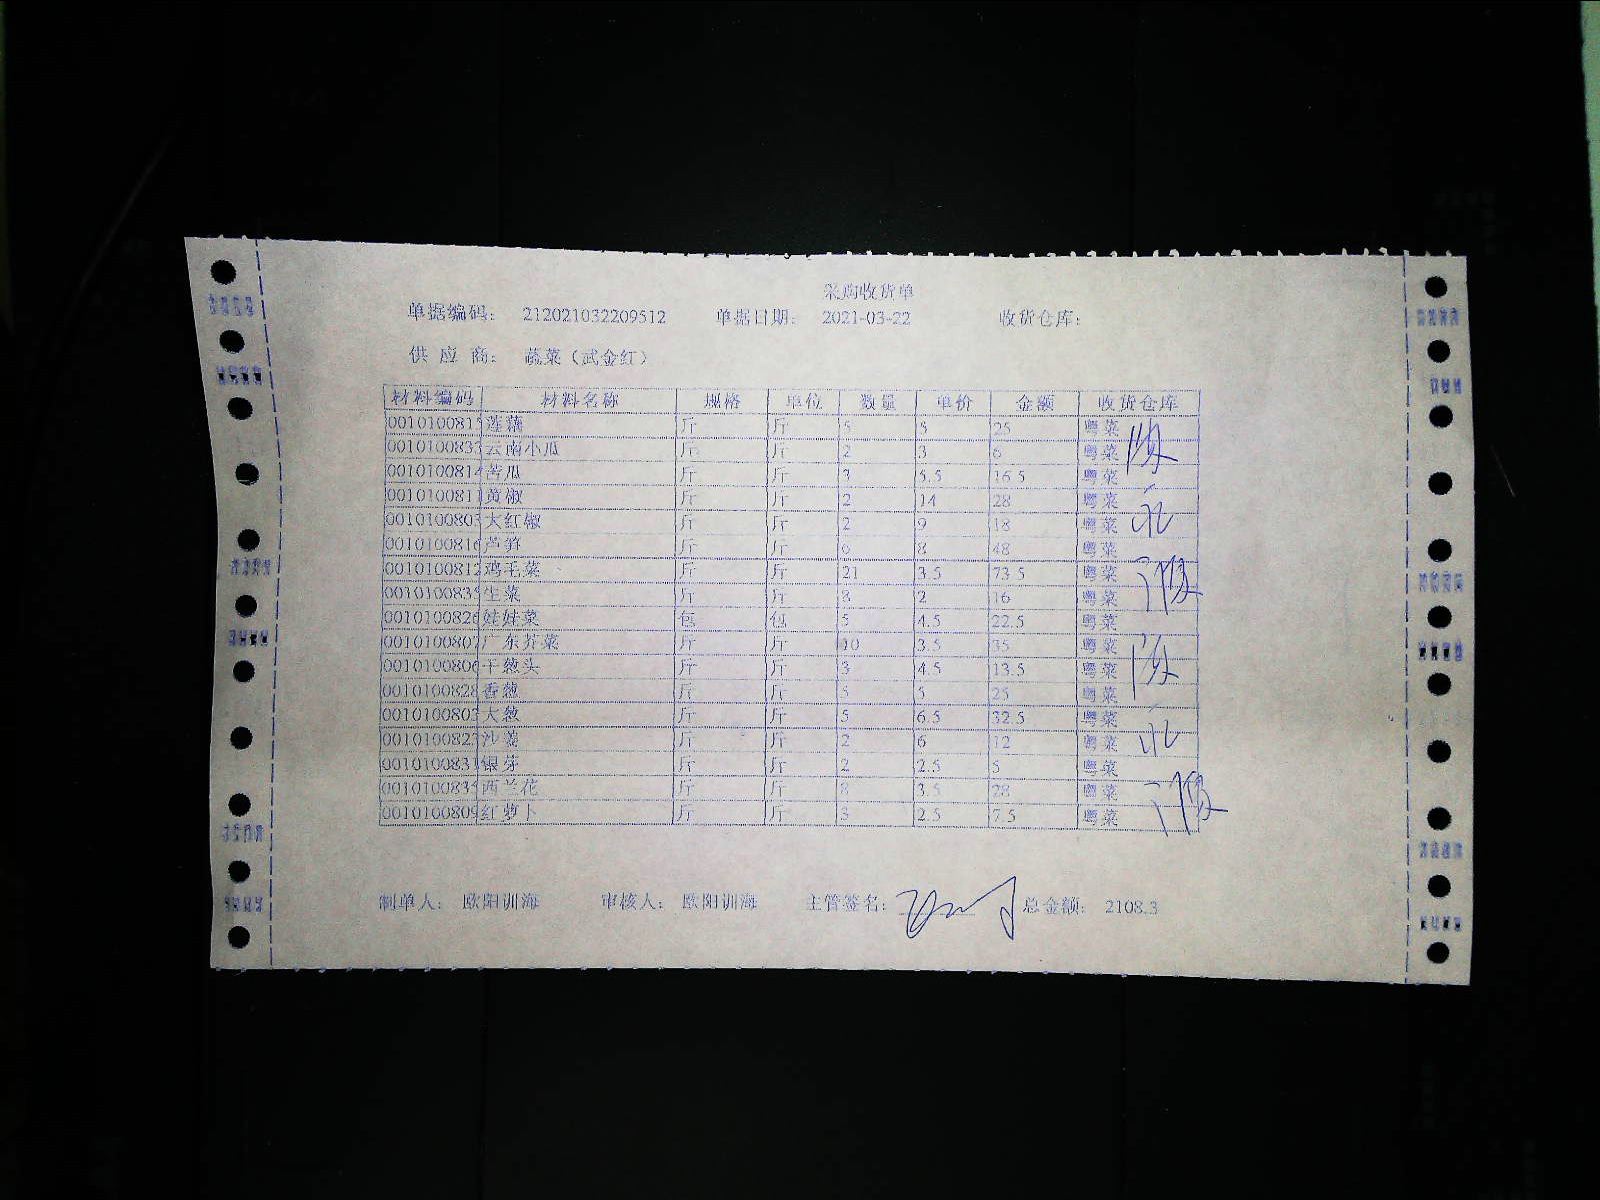 采购收货单
单据编码: 212021032209512 单据日期: 2021-03-22 收货仓库:
供 应 商: 蔬菜（武金红）
材料编码 材料名称 规格 单位 数量 单价 金额 收货仓库
0010100815 莲藕 斤 斤 5 5 25 粤菜
001010083 云南小瓜 斤 斤 2 3 6 粤菜
0010100814 苦瓜 斤 斤 3 5.5 16.5 粤菜
0010100811 黄椒 斤 斤 2 14 28 粤菜
001010080 大红椒 斤 斤 2 9 18 粤菜
0010100816 芦笋 斤 斤 6 8 48 粤菜
0010100812 鸡毛菜 斤 斤 21 3.5 73.5 粤菜
001010083 生菜 斤 斤 8 2 16 粤菜
0010100826 娃娃菜 包 包 5 4.5 22.5 粤菜
001010080 广东芥菜 斤 斤 10 3.5 35 粤菜
0010100806 干葱头 斤 斤 3 4.5 13.5 粤菜
0010100828 香葱 斤 斤 5 5 25 粤菜
001010080 大葱 斤 斤 5 6.5 32.5 粤菜
001010082 沙姜 斤 斤 2 6 12 粤菜
0010100831 银芽 斤 斤 2 2.5 5 粤菜
001010083 西兰花 斤 斤 8 3.5 28 粤菜
0010100809 红萝卜 斤 斤 3 2.5 7.5 粤菜
制单人: 欧阳训海 审核人: 欧阳训海 主管签名: 总金额: 2108.3